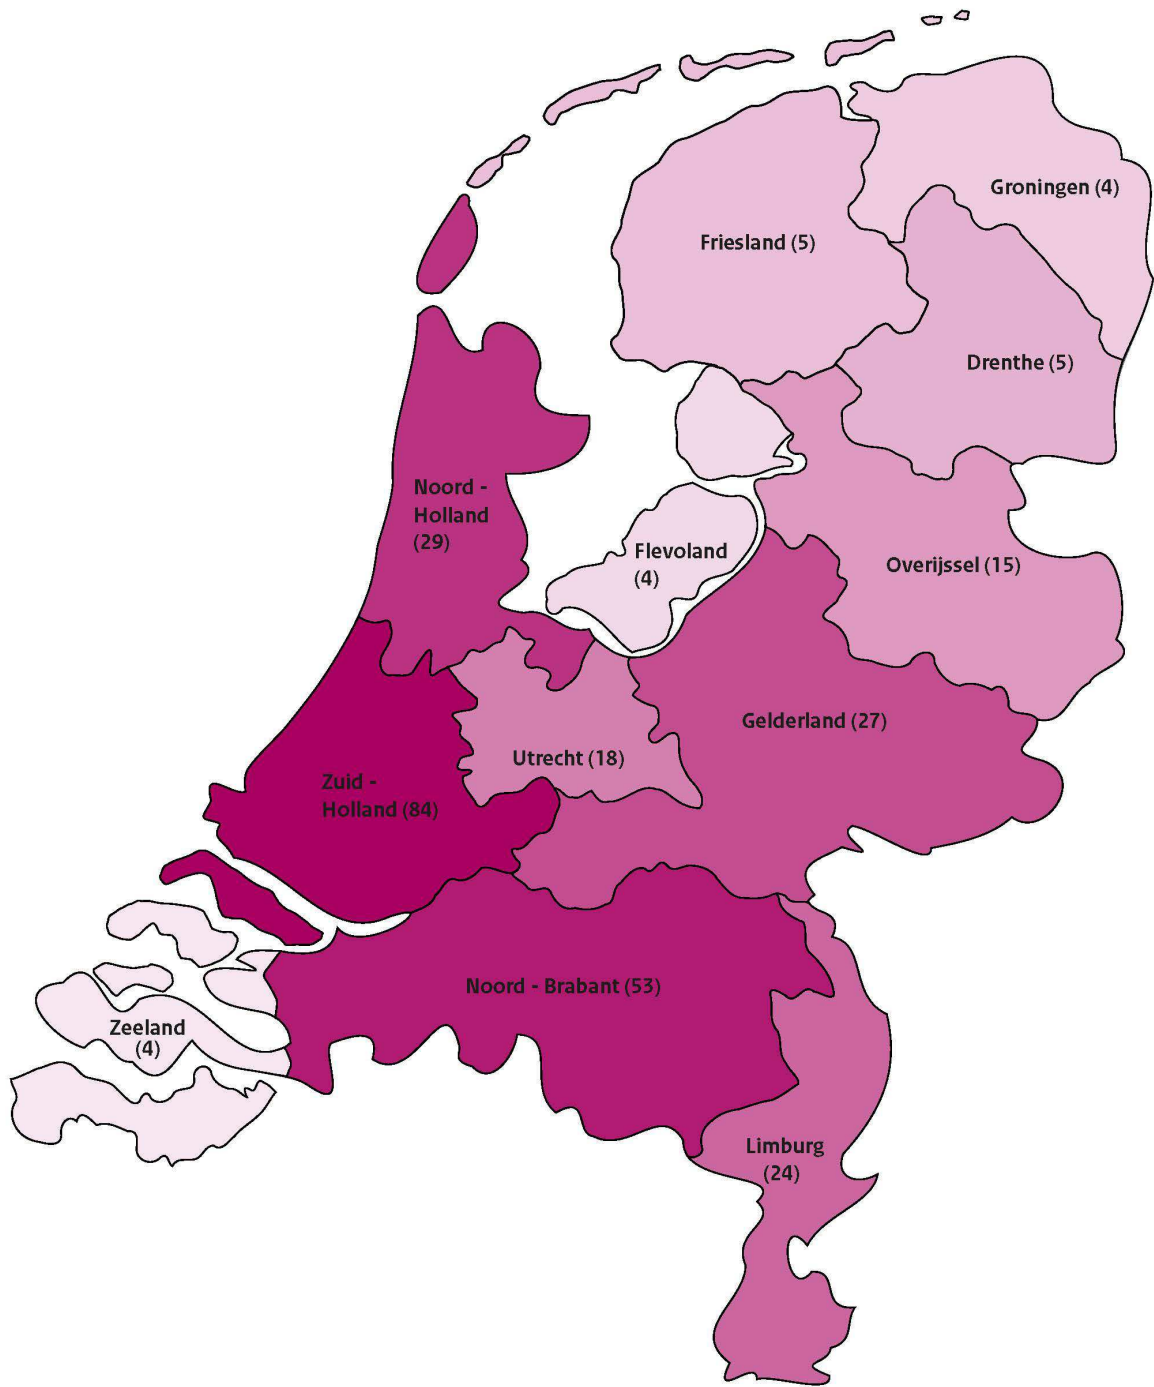 Groningen (4)
Friesland (5)
Drenthe (5)
Noord -
Holland
(29)
Flevoland
(4)
Overijssel (15)
Gelderland (27)
Utrecht (18)
Zuid -
Holland (84)
Noord - Brabant (53)
Zeeland
(4)
Limburg
(24)